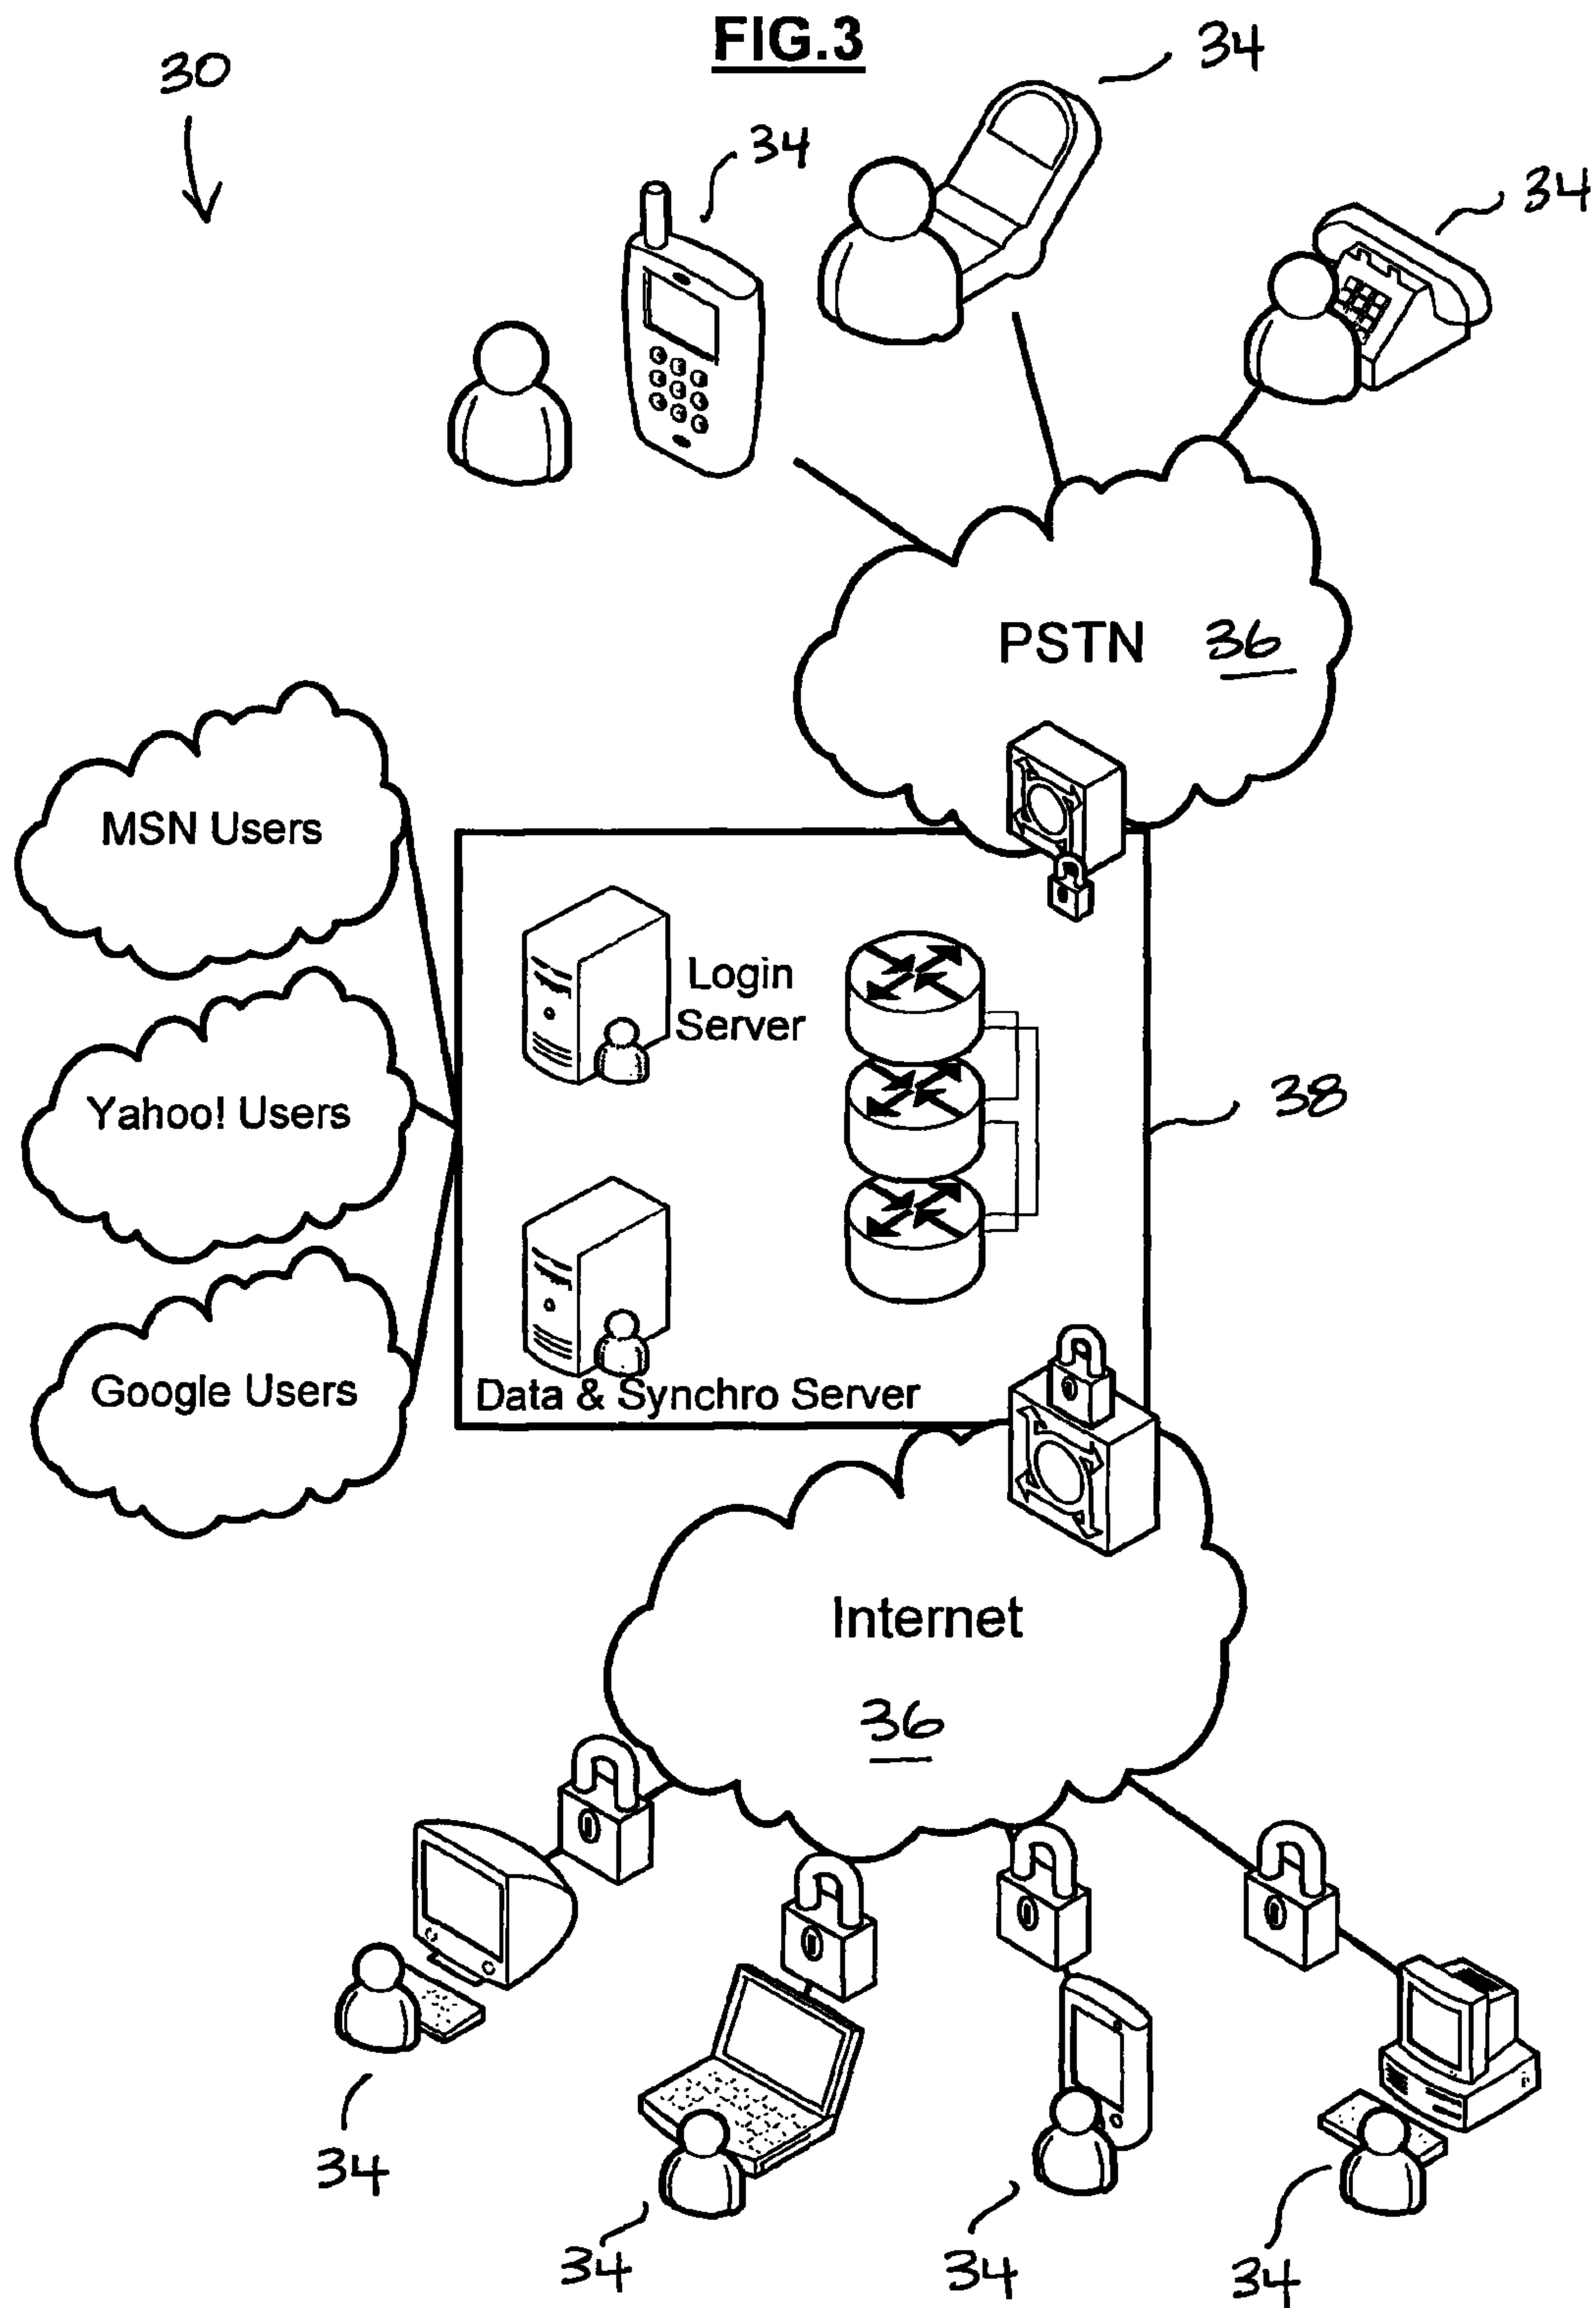 FIG.3
30
34
34
34
PSTN 36
MSN Users
Login
Server
38
Yahoo! Users
Google Users
Data & Synchro Server
Internet
36
34
34
34
34